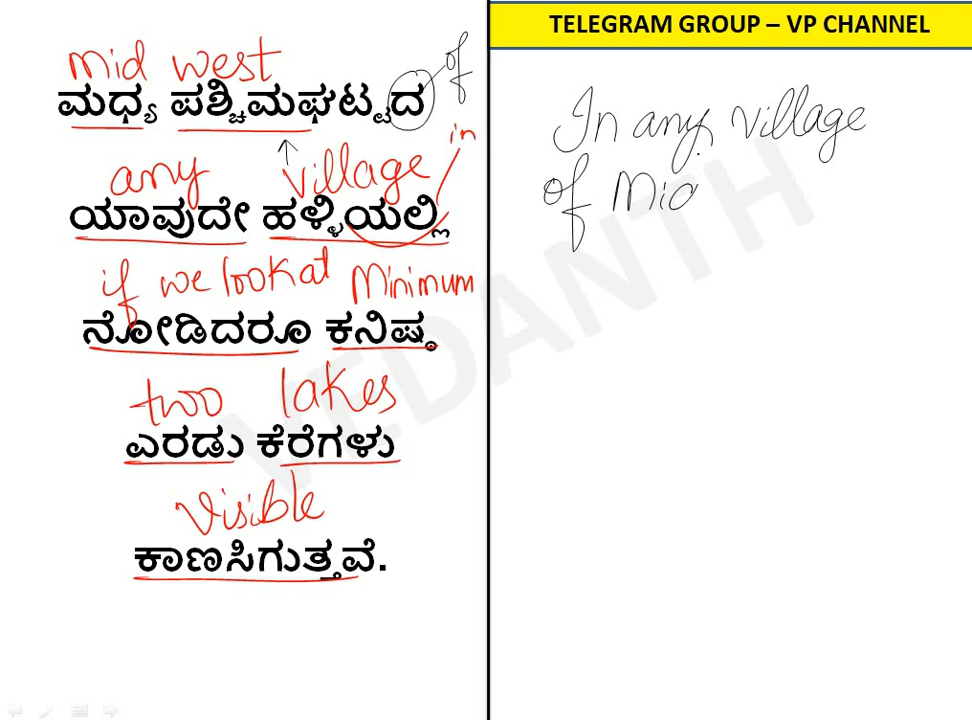 TELEGRAM GROUP – VP CHANNEL
mid west of
ಮಧ್ಯ ಪಶ್ಚಿಮಘಟ್ಟದ
any village in
ಯಾವುದೇ ಹಳ್ಳಿಯಲ್ಲಿ
if we look at Minimum
ನೋಡಿದರೂ ಕನಿಷ್ಠ
two lakes
ಎರಡು ಕೆರೆಗಳು
visible
ಕಾಣಸಿಗುತ್ತವೆ.
In any village
of Mid
VEDANTH